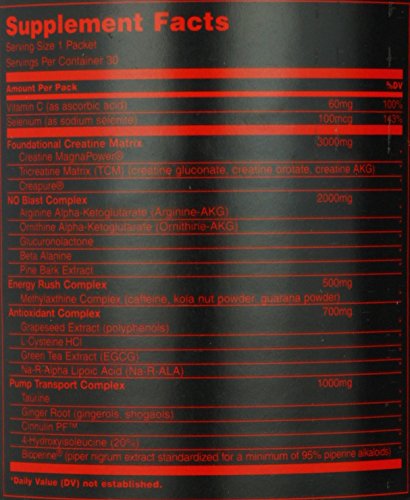 Supplement Facts
Serving Size 1 Packet
Servings Per Container 30
Amount Per Pack %DV
Vitamin C (as ascorbic acid) 60mg 100%
Selenium (as sodium selcnite) 100mcg 143%
Foundational Creatine Matrix 3000mg
Creatine MagnaPower®
Tricreatine Matrix (TCM) (creatine gluconate, creatine orotate, creatine AKG)
Creapure®
NO Blast Complex 2000mg
Arginine Alpha-Ketoglutarate (Arginine-AKG)
Ornithine Alpha-Ketoglutarate (Ornithine-AKG)
Glucuronolactone
Beta Alanine
Pine Bark Extract
Energy Rush Complex 500mg
Methylaxthine Complex (caffeine, kola nut powder, guarana powder)
Antioxidant Complex 700mg
Grapeseed Extract (polyphenols)
L-Cysteine HCl
Green Tea Extract (EGCG)
Na-R-Alpha Lipoic Acid (Na-R-ALA)
Pump Transport Complex 1000mg
Taurine
Ginger Root (gingerols, shogaols)
Cinnulin PF™
4-Hydroxyisoleucine (20%)
Bioperine® (piper nigrum extract standardized for a minimum of 95% piperine alkaloids)
*Daily Value (DV) not established.